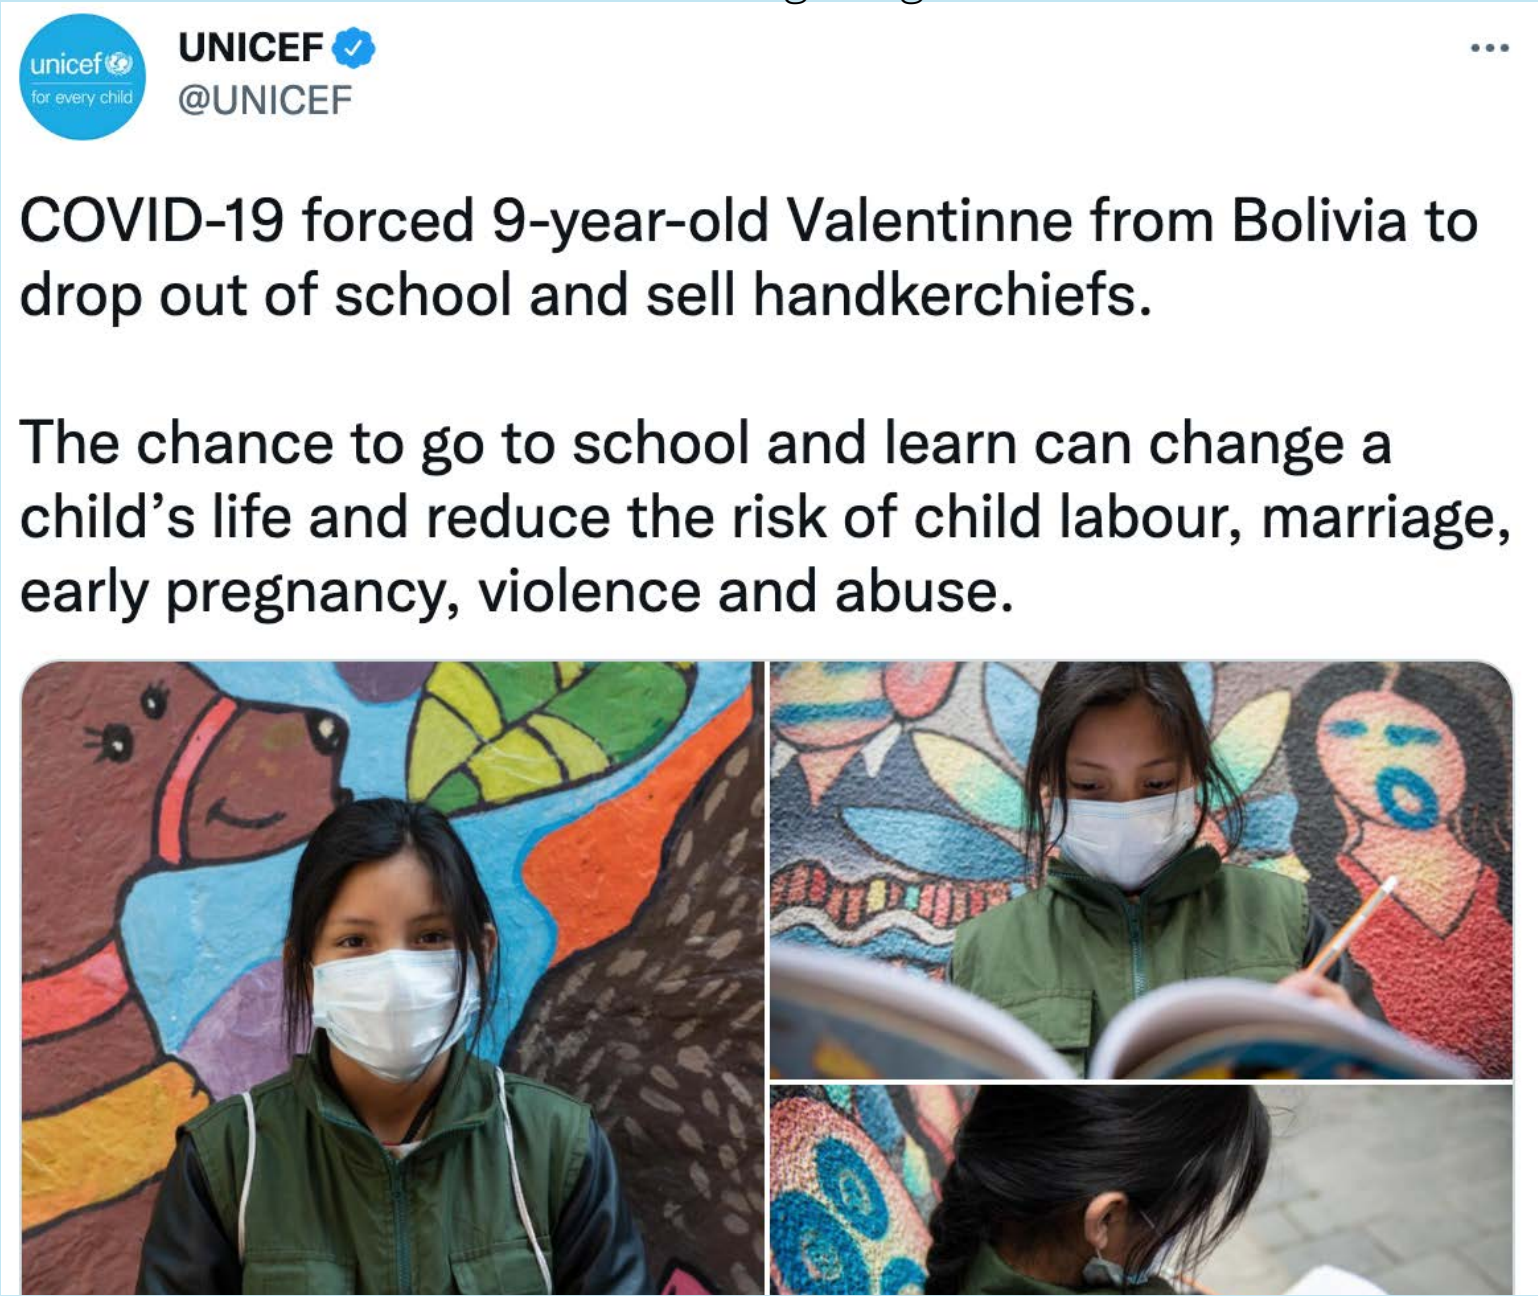 unicef
for every child
UNICEF
@UNICEF
COVID-19 forced 9-year-old Valentinne from Bolivia to
drop out of school and sell handkerchiefs.
The chance to go to school and learn can change a
child’s life and reduce the risk of child labour, marriage,
early pregnancy, violence and abuse.